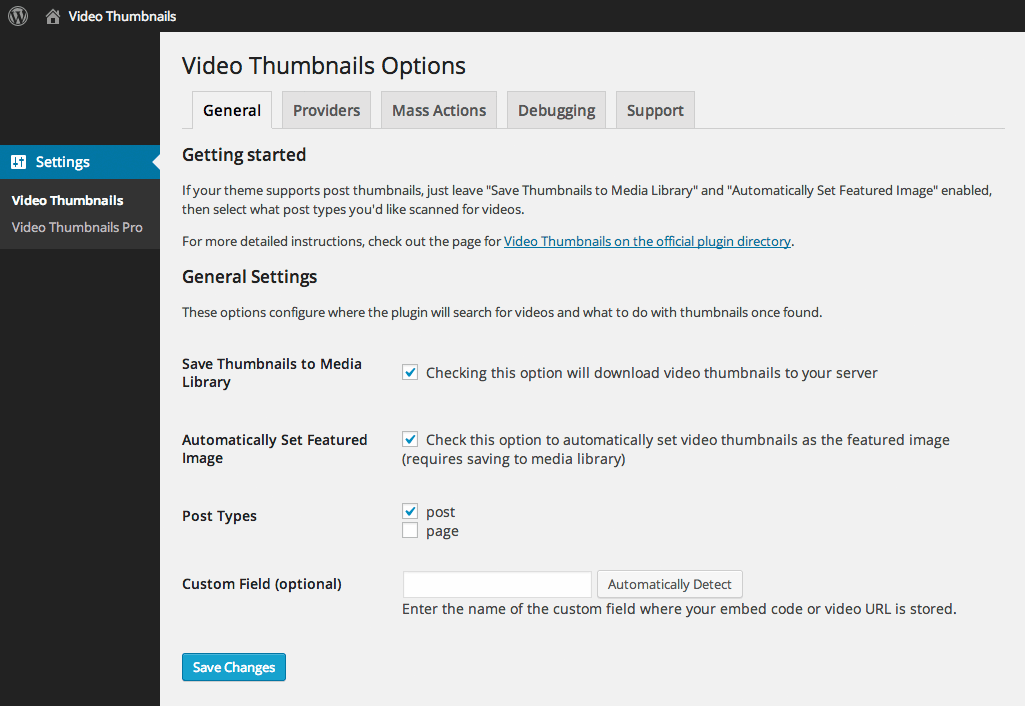 Video Thumbnails
Settings
Video Thumbnails
Video Thumbnails Pro
Video Thumbnails Options
General
Providers
Mass Actions
Debugging
Support
Getting started
If your theme supports post thumbnails, just leave "Save Thumbnails to Media Library" and "Automatically Set Featured Image" enabled,
then select what post types you'd like scanned for videos.
For more detailed instructions, check out the page for Video Thumbnails on the official plugin directory.
General Settings
These options configure where the plugin will search for videos and what to do with thumbnails once found.
Save Thumbnails to Media
Library
Checking this option will download video thumbnails to your server
Automatically Set Featured
Image
Check this option to automatically set video thumbnails as the featured image
(requires saving to media library)
Post Types
post
page
Custom Field (optional)
Automatically Detect
Enter the name of the custom field where your embed code or video URL is stored.
Save Changes